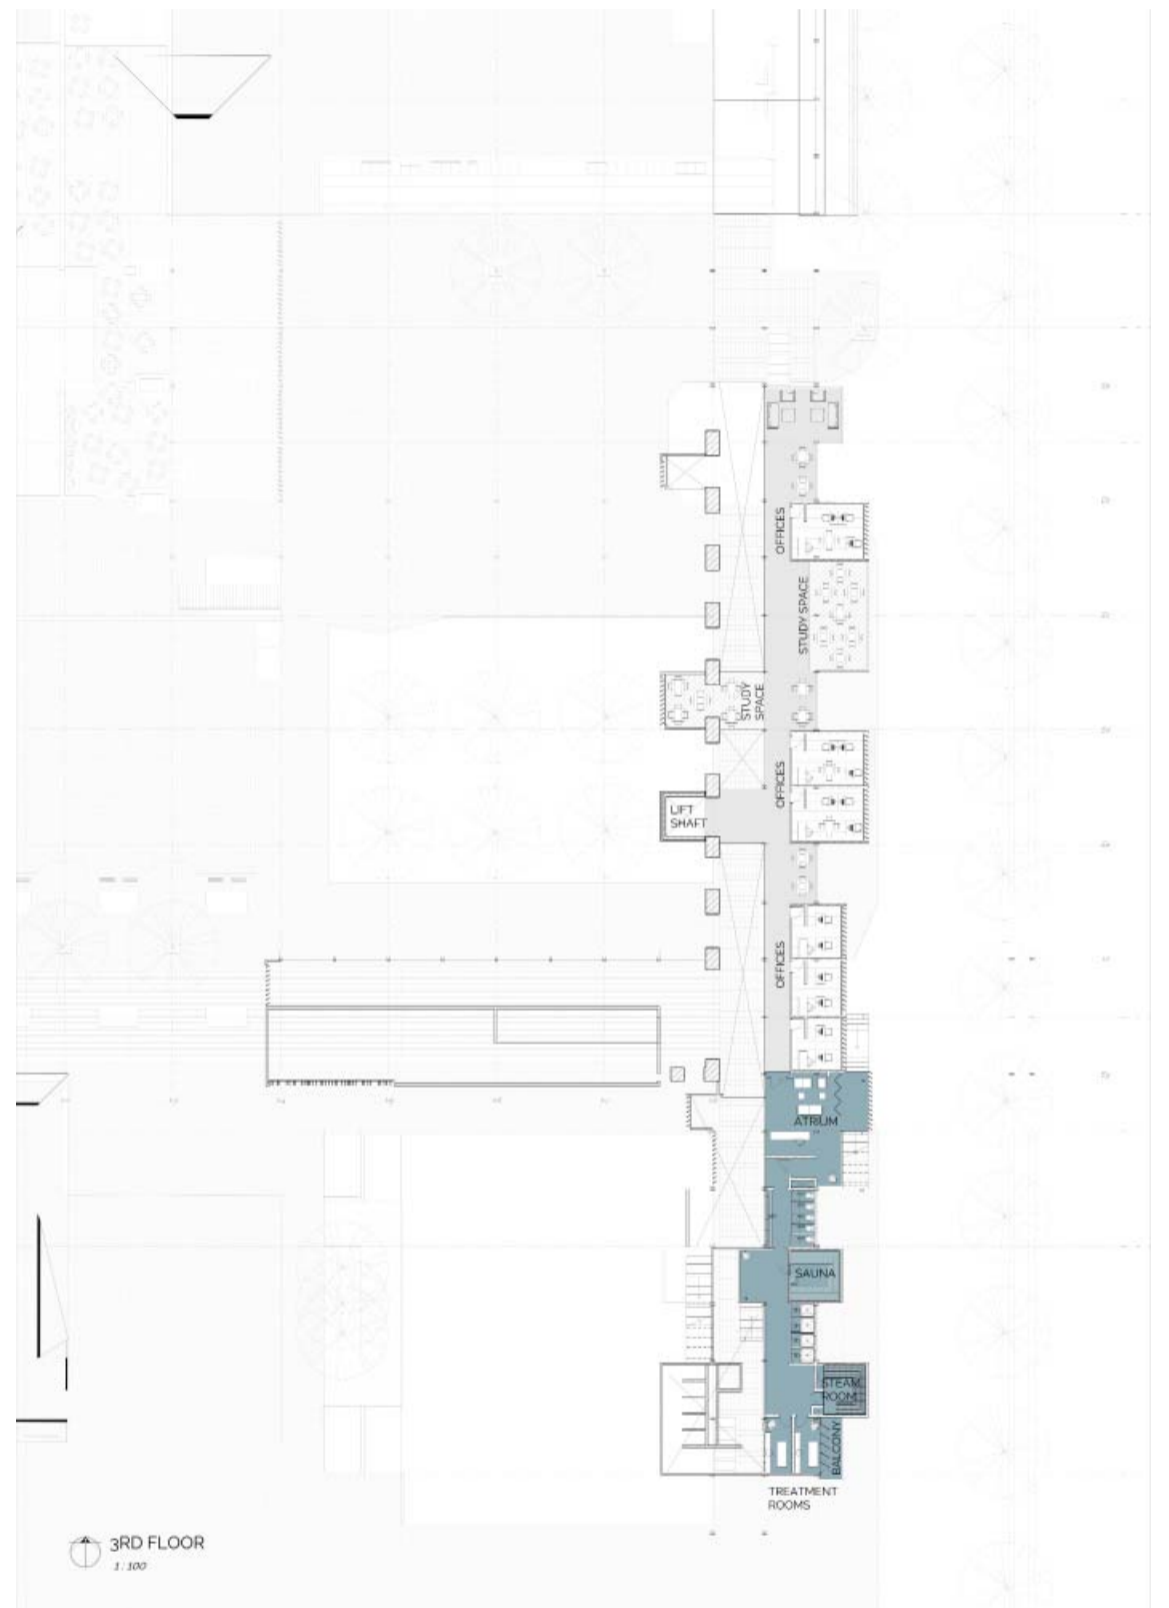 OFFICES
STUDY SPACE
STUDY
SPACE
OFFICES
LIFT
SHAFT
OFFICES
ATRIUM
SAUNA
STEAM
ROOM
BALCONY
TREATMENT
ROOMS
3RD FLOOR
1 : 100